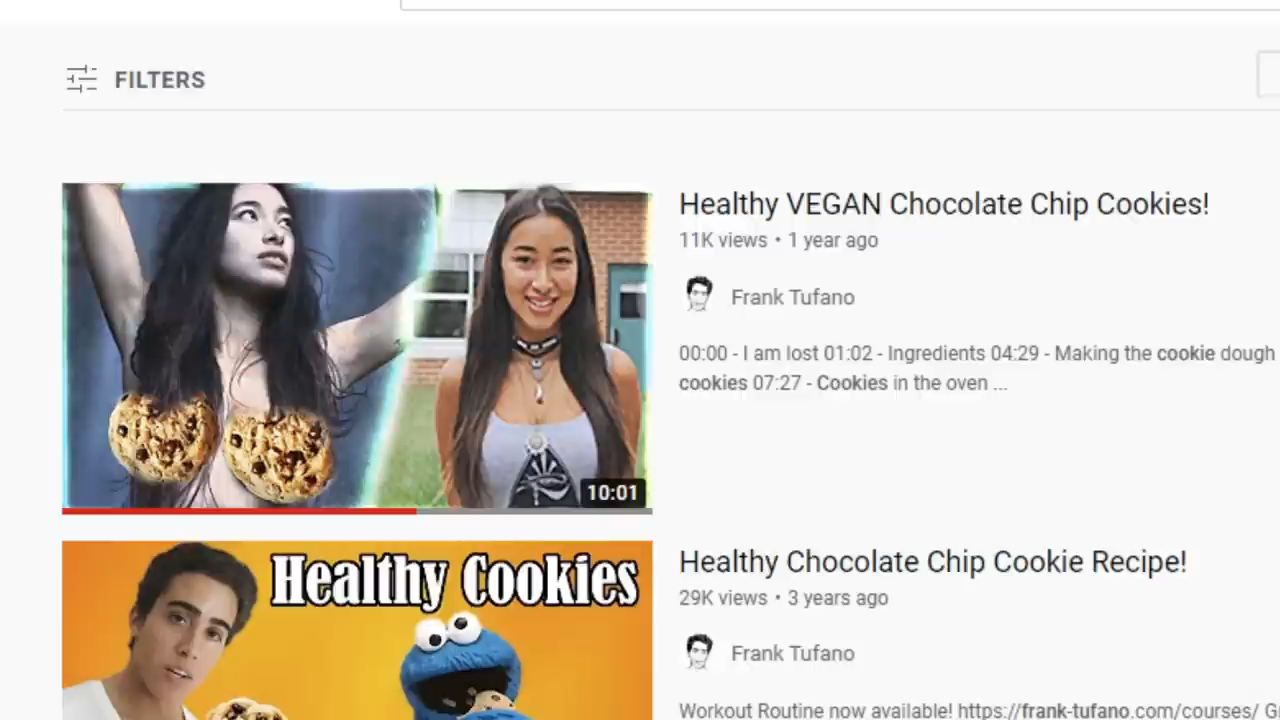 FILTERS
Healthy VEGAN Chocolate Chip Cookies!
11K views • 1 year ago
Frank Tufano
00:00 - I am lost 01:02 - Ingredients 04:29 - Making the cookie dough
cookies 07:27 - Cookies in the oven ...
10:01
Healthy Cookies
Healthy Chocolate Chip Cookie Recipe!
29K views • 3 years ago
Frank Tufano
Workout Routine now available! https://frank-tufano.com/courses/